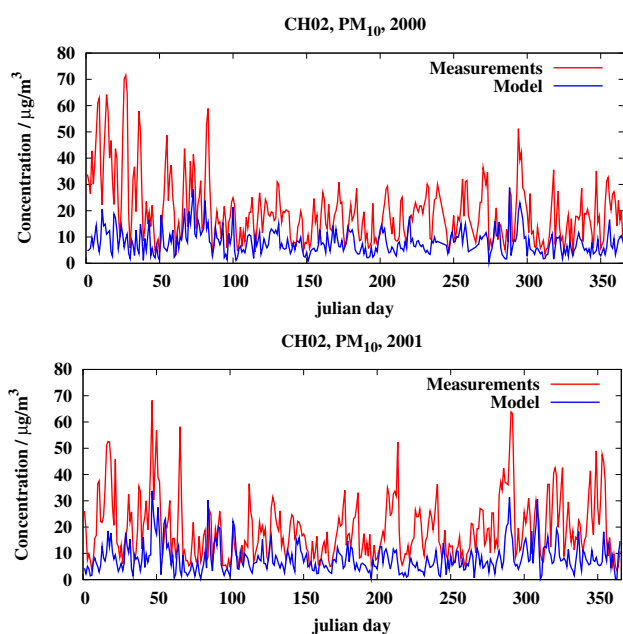 CH02, PM10, 2000
Concentration / μg/m3
80
70
60
50
40
30
20
10
0
Measurements
Model
0 50 100 150 200 250 300 350
julian day
CH02, PM10, 2001
Concentration / μg/m3
80
70
60
50
40
30
20
10
0
Measurements
Model
0 50 100 150 200 250 300 350
julian day